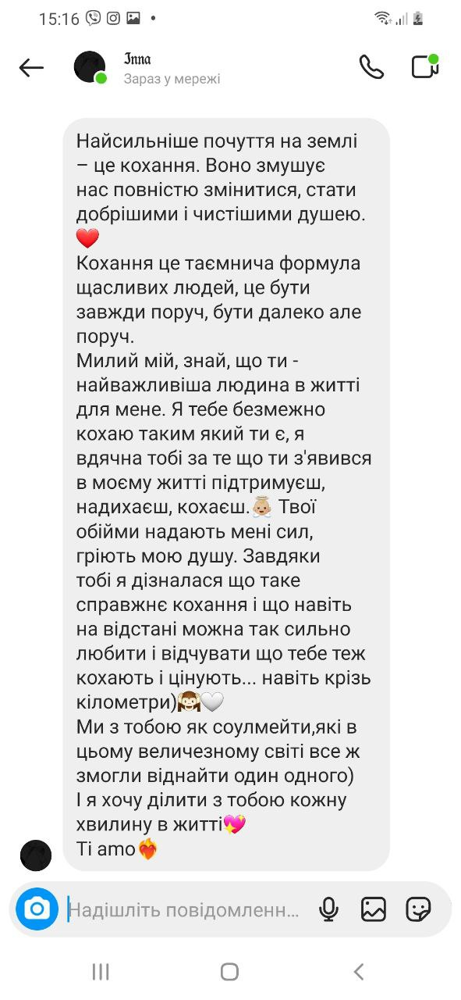 15:16
Inna
Зараз у мережі
Найсильніше почуття на землі
– це кохання. Воно змушує
нас повністю змінитися, стати
добрішими і чистішими душею.
❤️
Кохання це таємнича формула
щасливих людей, це бути
завжди поруч, бути далеко але
поруч.
Милий мій, знай, що ти -
найважливіша людина в житті
для мене. Я тебе безмежно
кохаю таким який ти є, я
вдячна тобі за те що ти з'явився
в моєму житті підтримуєш,
надихаєш, кохаєш.👼🏼 Твої
обійми надають мені сил,
гріють мою душу. Завдяки
тобі я дізналася що таке
справжнє кохання і що навіть
на відстані можна так сильно
любити і відчувати що тебе теж
кохають і цінують... навіть крізь
кілометри)🙉🤍
Ми з тобою як соулмейти,які в
цьому величезному світі все ж
змогли віднайти один одного)
І я хочу ділити з тобою кожну
хвилину в житті💖
Ti amo❤️‍🔥
Надішліть повідомленн...